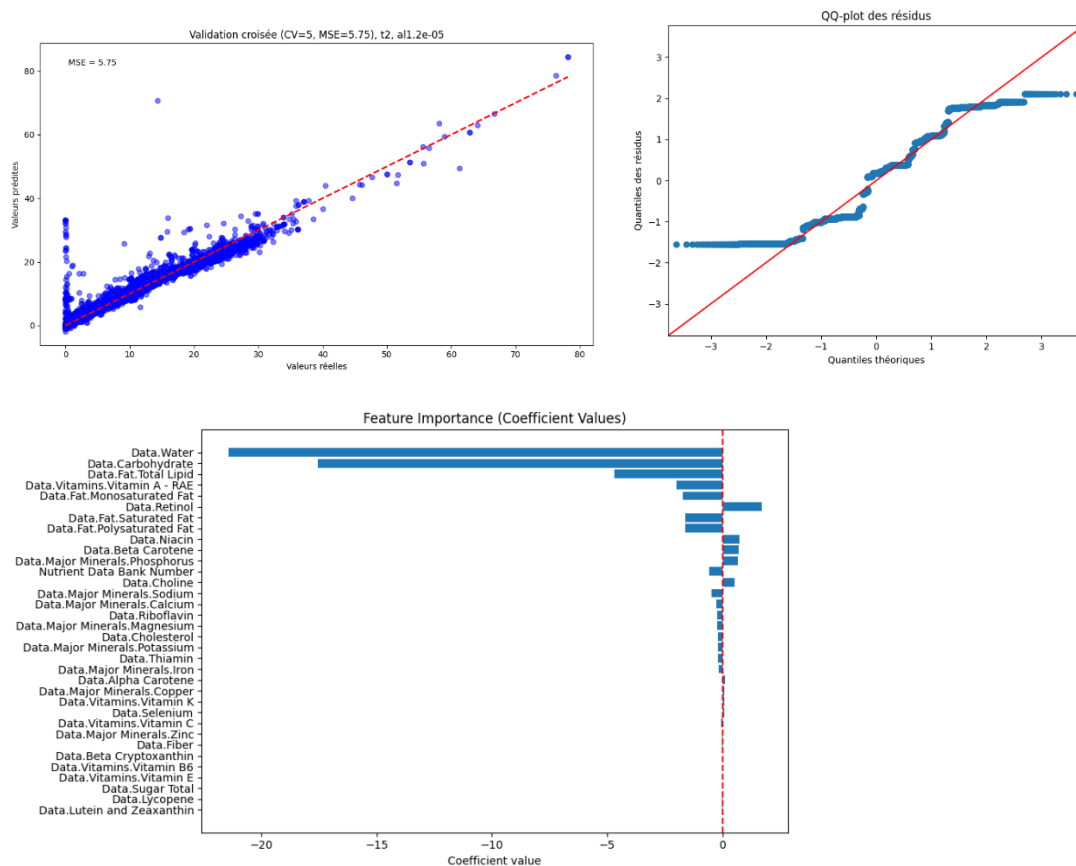 Validation croisée (CV=5, MSE=5.75), t2, al1.2e-05
MSE = 5.75
Valeurs prédites
80
60
40
20
0
0 10 20 30 40 50 60 70 80
Valeurs réelles
QQ-plot des résidus
Quantiles des résidus
3
2
1
0
−1
−2
−3
−3 −2 −1 0 1 2 3
Quantiles théoriques
Feature Importance (Coefficient Values)
Data.Water
Data.Carbohydrate
Data.Fat.Total Lipid
Data.Vitamins.Vitamin A - RAE
Data.Fat.Monosaturated Fat
Data.Retinol
Data.Fat.Saturated Fat
Data.Fat.Polysaturated Fat
Data.Niacin
Data.Beta Carotene
Data.Major Minerals.Phosphorus
Nutrient Data Bank Number
Data.Choline
Data.Major Minerals.Sodium
Data.Major Minerals.Calcium
Data.Riboflavin
Data.Major Minerals.Magnesium
Data.Cholesterol
Data.Major Minerals.Potassium
Data.Thiamin
Data.Major Minerals.Iron
Data.Alpha Carotene
Data.Major Minerals.Copper
Data.Vitamins.Vitamin K
Data.Selenium
Data.Vitamins.Vitamin C
Data.Major Minerals.Zinc
Data.Fiber
Data.Beta Cryptoxanthin
Data.Vitamins.Vitamin B6
Data.Vitamins.Vitamin E
Data.Sugar Total
Data.Lycopene
Data.Lutein and Zeaxanthin
−20 −15 −10 −5 0
Coefficient value